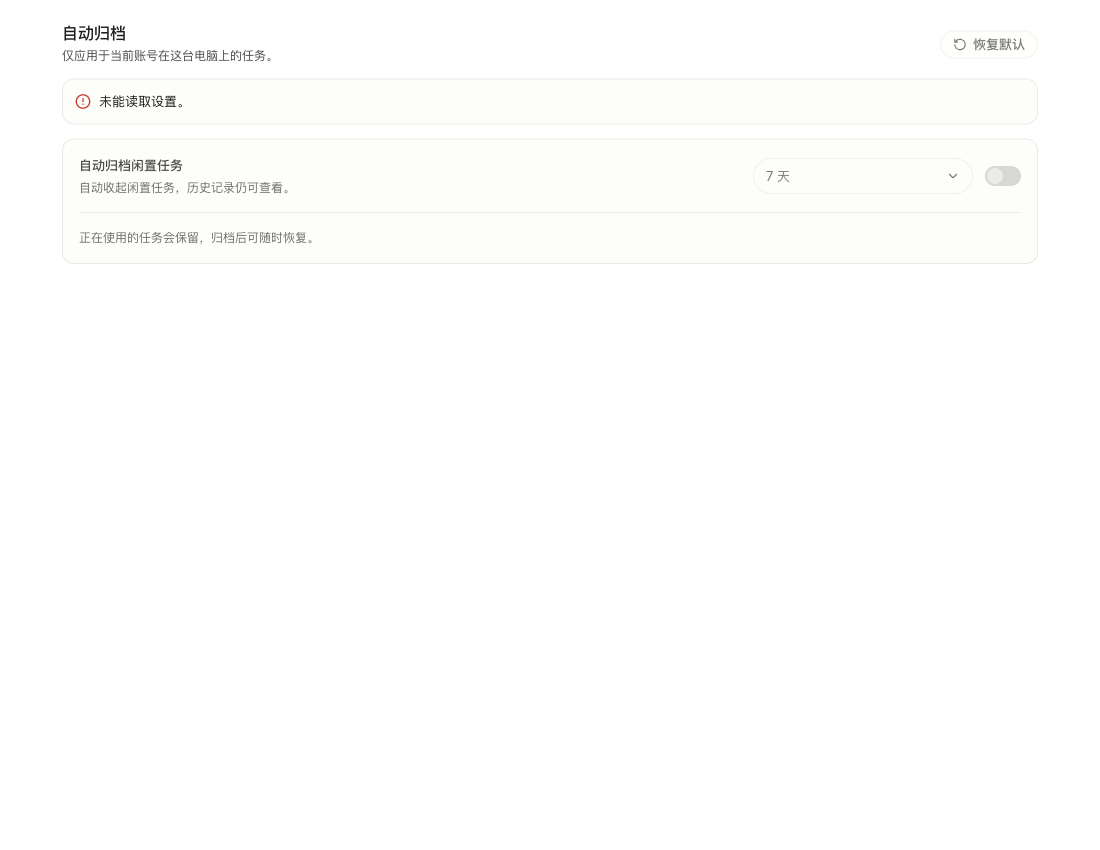 自动归档
仅应用于当前账号在这台电脑上的任务。
恢复默认
未能读取设置。
自动归档闲置任务
自动收起闲置任务，历史记录仍可查看。
7 天
正在使用的任务会保留，归档后可随时恢复。